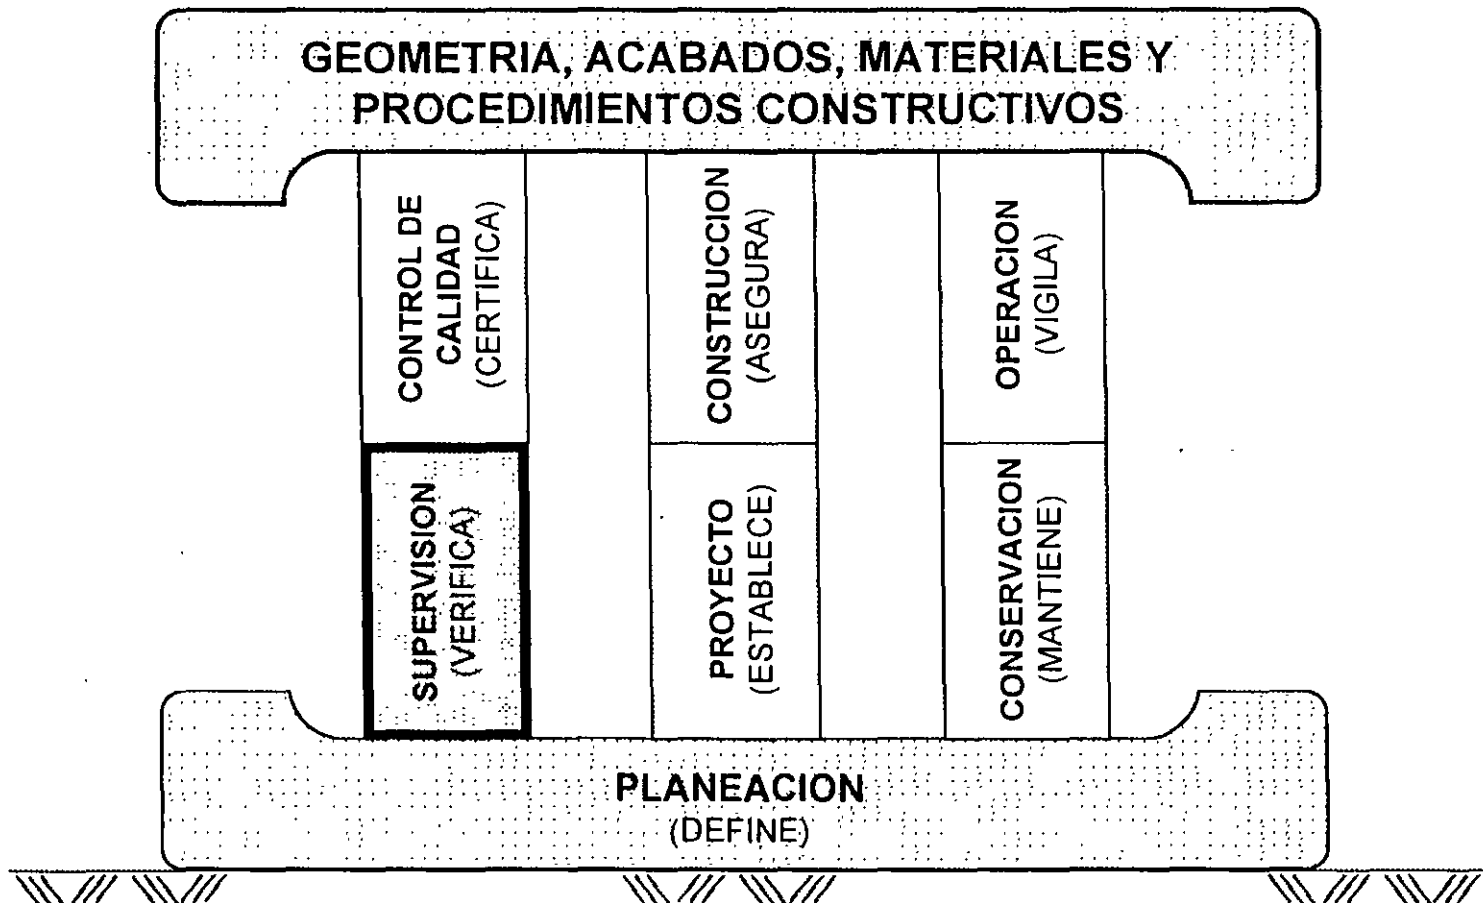 GEOMETRIA, ACABADOS, MATERIALES Y
PROCEDIMIENTOS CONSTRUCTIVOS
CONTROL DE
CALIDAD
(CERTIFICA)
CONSTRUCCION
(ASEGURA)
OPERACION
(VIGILA)
SUPERVISION
(VERIFICA)
PROYECTO
(ESTABLECE)
CONSERVACION
(MANTIENE)
PLANEACION
(DEFINE)